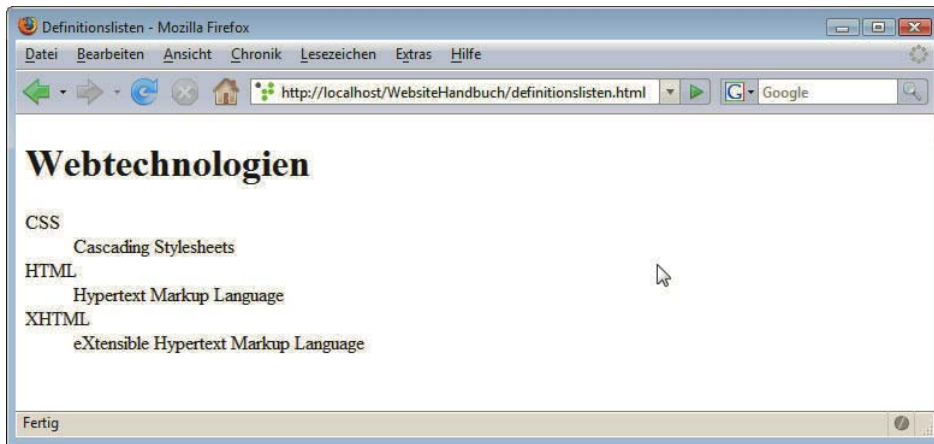 Definitionslisten - Mozilla Firefox
Datei Bearbeiten Ansicht Chronik Lesezeichen Extras Hilfe
http://localhost/WebsiteHandbuch/definitionslisten.html G Google
Webtechnologien
CSS
Cascading Stylesheets
HTML
Hypertext Markup Language
XHTML
eXtensible Hypertext Markup Language
Fertig